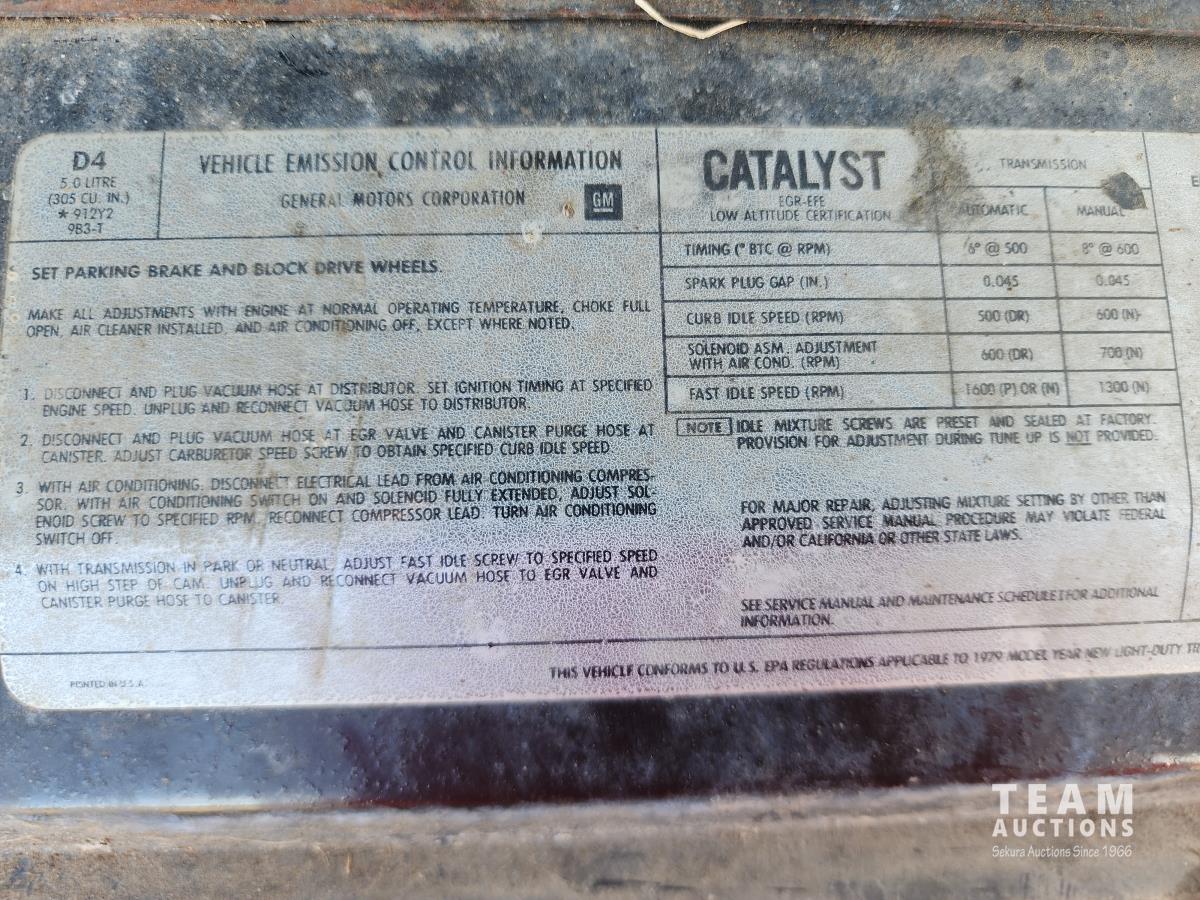 D4
5.0 LITRE
(305 CU. IN.)
* 912Y2
9B3-T
VEHICLE EMISSION CONTROL INFORMATION
GENERAL MOTORS CORPORATION
GM
SET PARKING BRAKE AND BLOCK DRIVE WHEELS.
MAKE ALL ADJUSTMENTS WITH ENGINE AT NORMAL OPERATING TEMPERATURE, CHOKE FULL
OPEN, AIR CLEANER INSTALLED, AND AIR CONDITIONING OFF, EXCEPT WHERE NOTED.
1. DISCONNECT AND PLUG VACUUM HOSE AT DISTRIBUTOR. SET IGNITION TIMING AT SPECIFIED
ENGINE SPEED. UNPLUG AND RECONNECT VACUUM HOSE TO DISTRIBUTOR.
2. DISCONNECT AND PLUG VACUUM HOSE AT EGR VALVE AND CANISTER PURGE HOSE AT
CANISTER. ADJUST CARBURETOR SPEED SCREW TO OBTAIN SPECIFIED CURB IDLE SPEED
3. WITH AIR CONDITIONING, DISCONNECT ELECTRICAL LEAD FROM AIR CONDITIONING COMPRES-
SOR. WITH AIR CONDITIONING SWITCH ON AND SOLENOID FULLY EXTENDED, ADJUST SOL-
ENOID SCREW TO SPECIFIED RPM. RECONNECT COMPRESSOR LEAD. TURN AIR CONDITIONING
SWITCH OFF.
4. WITH TRANSMISSION IN PARK OR NEUTRAL, ADJUST FAST IDLE SCREW TO SPECIFIED SPEED
ON HIGH STEP OF CAM. UNPLUG AND RECONNECT VACUUM HOSE TO EGR VALVE AND
CANISTER PURGE HOSE TO CANISTER.
CATALYST
EGR-EFE
LOW ALTITUDE CERTIFICATION
TRANSMISSION
AUTOMATIC MANUAL
TIMING (° BTC @ RPM) 6° @ 500 8° @ 600
SPARK PLUG GAP (IN.) 0.045 0.045
CURB IDLE SPEED (RPM) 500 (DR) 600 (N)
SOLENOID ASM. ADJUSTMENT
WITH AIR COND. (RPM) 600 (DR) 700 (N)
FAST IDLE SPEED (RPM) 1600 (P) OR (N) 1300 (N)
NOTE IDLE MIXTURE SCREWS ARE PRESET AND SEALED AT FACTORY.
PROVISION FOR ADJUSTMENT DURING TUNE UP IS NOT PROVIDED.
FOR MAJOR REPAIR, ADJUSTING MIXTURE SETTING BY OTHER THAN
APPROVED SERVICE MANUAL PROCEDURE MAY VIOLATE FEDERAL
AND/OR CALIFORNIA OR OTHER STATE LAWS.
SEE SERVICE MANUAL AND MAINTENANCE SCHEDULE FOR ADDITIONAL
INFORMATION.
THIS VEHICLE CONFORMS TO U.S. EPA REGULATIONS APPLICABLE TO 1979 MODEL YEAR NEW LIGHT-DUTY TR
PRINTED IN U.S.A.
TEAM
AUCTIONS
Sekura Auctions Since 1966